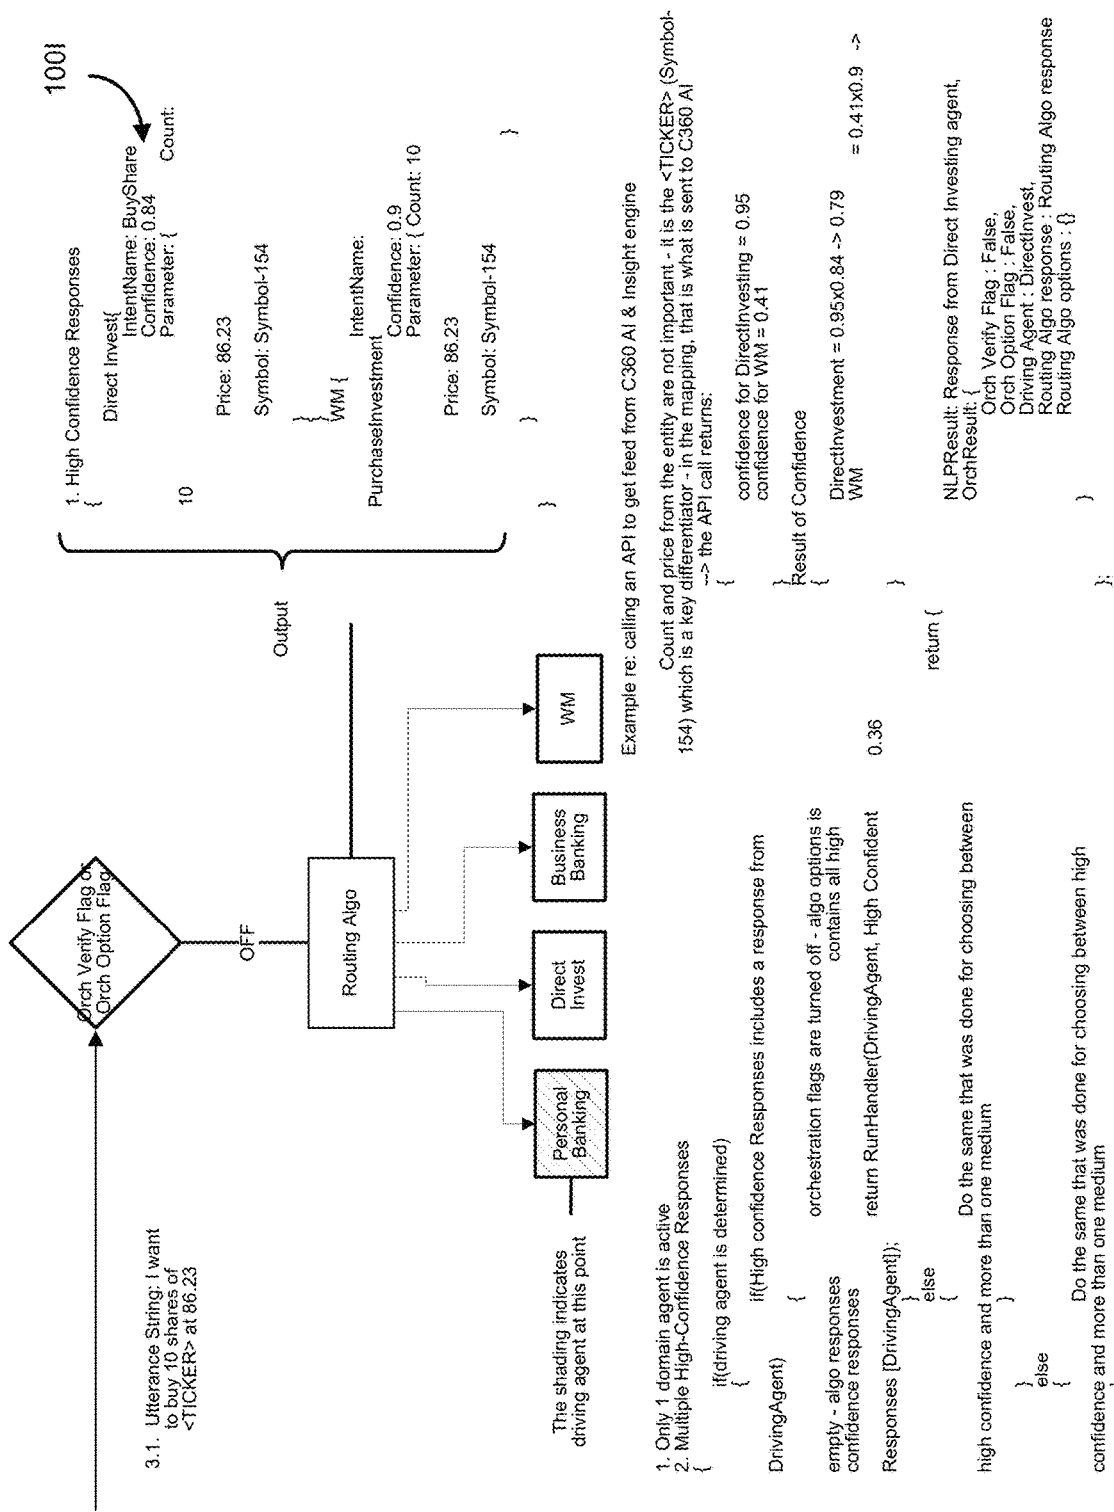 100I
3.1. Utterance String: I want
to buy 10 shares of
<TICKER> at 86.23
Orch Verify Flag or
Orch Option Flag
OFF
Routing Algo
Output
The shading indicates
driving agent at this point
Personal
Banking
Direct
Invest
Business
Banking
WM
1. High Confidence Responses
{
Direct Invest{
IntentName: BuyShare
Confidence: 0.84
Parameter: {
Count:
10
Price: 86.23
Symbol: Symbol-154
}
}
WM {
IntentName:
PurchaseInvestment
Confidence: 0.9
Parameter: { Count: 10
Price: 86.23
Symbol: Symbol-154
}
}
}
1. Only 1 domain agent is active
2. Multiple High-Confidence Responses
{
if(driving agent is determined)
{
if(High confidence Responses includes a response from
DrivingAgent)
{
orchestration flags are turned off - algo options is
empty - algo responses contains all high
confidence responses
return RunHandler(DrivingAgent, High Confident
Responses [DrivingAgent]);
}
else
{
Do the same that was done for choosing between
high confidence and more than one medium
}
}
else
{
Do the same that was done for choosing between high
confidence and more than one medium
Example re: calling an API to get feed from C360 AI & Insight engine
Count and price from the entity are not important - it is the <TICKER> (Symbol-
154) which is a key differentiator - in the mapping, that is what is sent to C360 AI
--> the API call returns:
{
confidence for DirectInvesting = 0.95
confidence for WM = 0.41
}
Result of Confidence
{
DirectInvestment = 0.95x0.84 -> 0.79
WM = 0.41x0.9 ->
0.36
}
return {
NLPResult: Response from Direct Investing agent,
OrchResult: {
Orch Verify Flag : False,
Orch Option Flag : False,
Driving Agent : DirectInvest,
Routing Algo response : Routing Algo response
Routing Algo options : {}
}
};